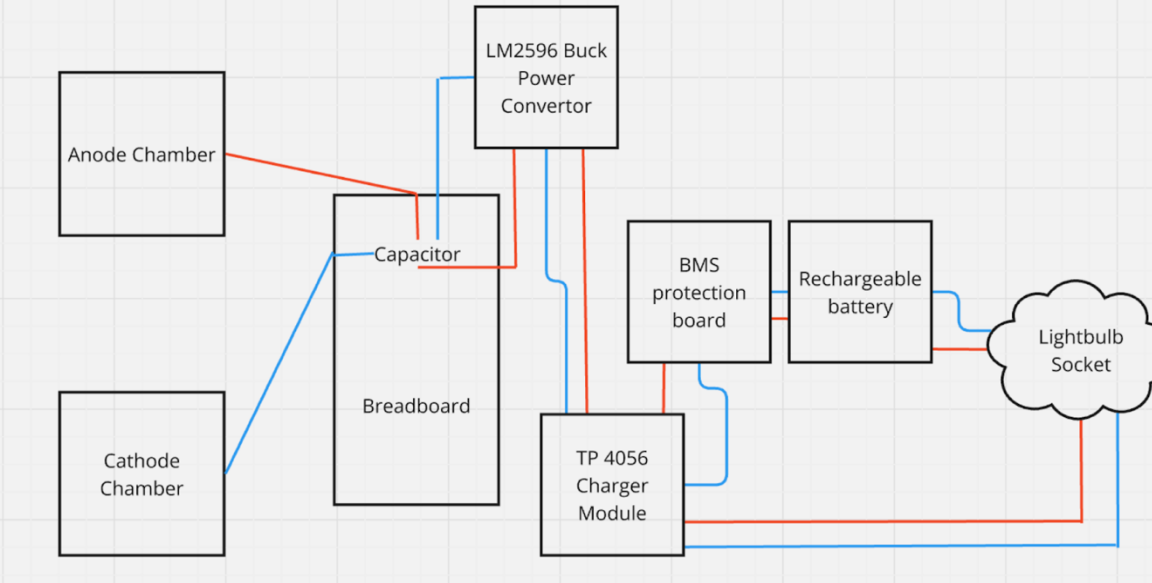 LM2596 Buck
Power
Convertor
Anode Chamber
Capacitor
Breadboard
Cathode
Chamber
BMS
protection
board
Rechargeable
battery
Lightbulb
Socket
TP 4056
Charger
Module